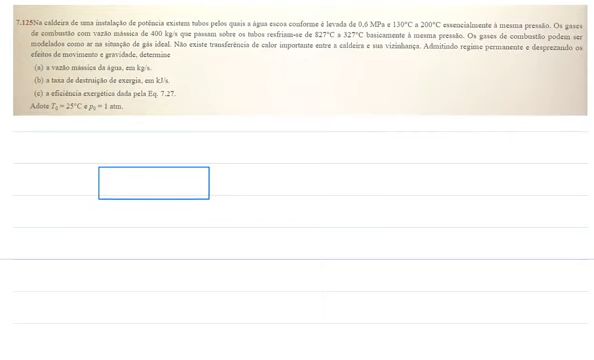 7.125Na caldeira de uma instalação de potência existem tubos pelos quais a água escoa conforme é levada de 0,6 MPa e 130°C a 200°C essencialmente à mesma pressão. Os gases
de combustão com vazão mássica de 400 kg/s que passam sobre os tubos resfriam-se de 827°C a 327°C basicamente à mesma pressão. Os gases de combustão podem ser
modelados como ar na situação de gás ideal. Não existe transferência de calor importante entre a caldeira e sua vizinhança. Admitindo regime permanente e desprezando os
efeitos de movimento e gravidade, determine
(a) a vazão mássica da água, em kg/s.
(b) a taxa de destruição de exergia, em kJ/s.
(c) a eficiência exergética dada pela Eq. 7.27.
Adote T₀ = 25°C e p₀ = 1 atm.